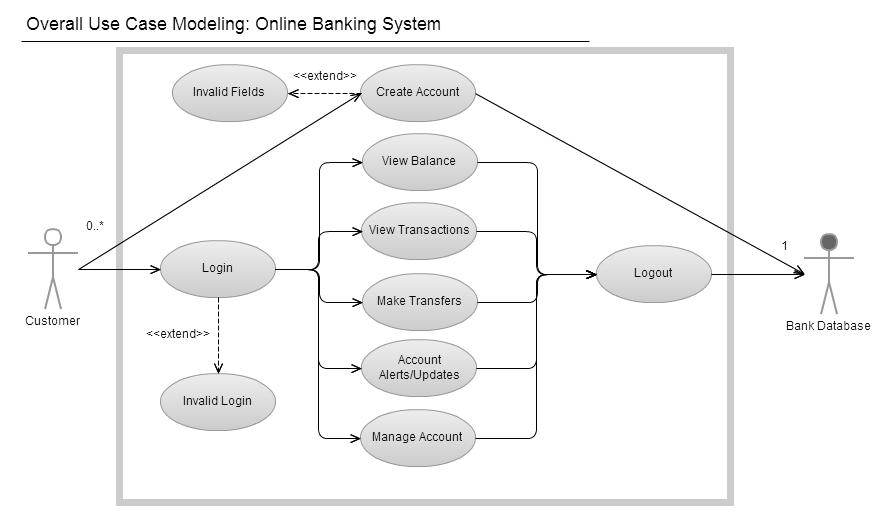 Overall Use Case Modeling: Online Banking System
Invalid Fields
<<extend>>
Create Account
View Balance
0..*
View Transactions
Customer
Login
Make Transfers
Logout
1
Bank Database
<<extend>>
Account
Alerts/Updates
Invalid Login
Manage Account